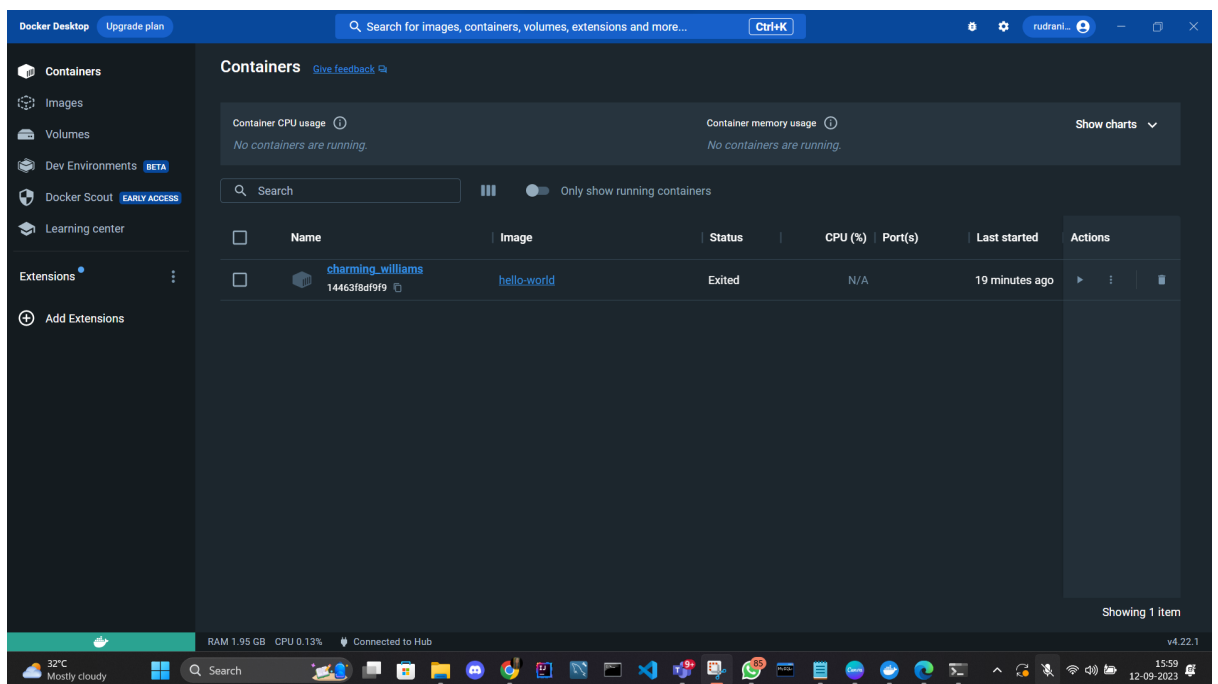 Docker Desktop Upgrade plan Search for images, containers, volumes, extensions and more... Ctrl+K rudrani...
Containers
Images
Volumes
Dev Environments BETA
Docker Scout EARLY ACCESS
Learning center
Extensions
Add Extensions
Containers Give feedback
Container CPU usage
No containers are running.
Container memory usage
No containers are running.
Show charts
Search Only show running containers
Name Image Status CPU (%) Port(s) Last started Actions
charming_williams hello-world Exited N/A 19 minutes ago
14463f8df9f9
Showing 1 item
RAM 1.95 GB CPU 0.13% Connected to Hub v4.22.1
32°C
Mostly cloudy
Search
9+
85
15:59
12-09-2023